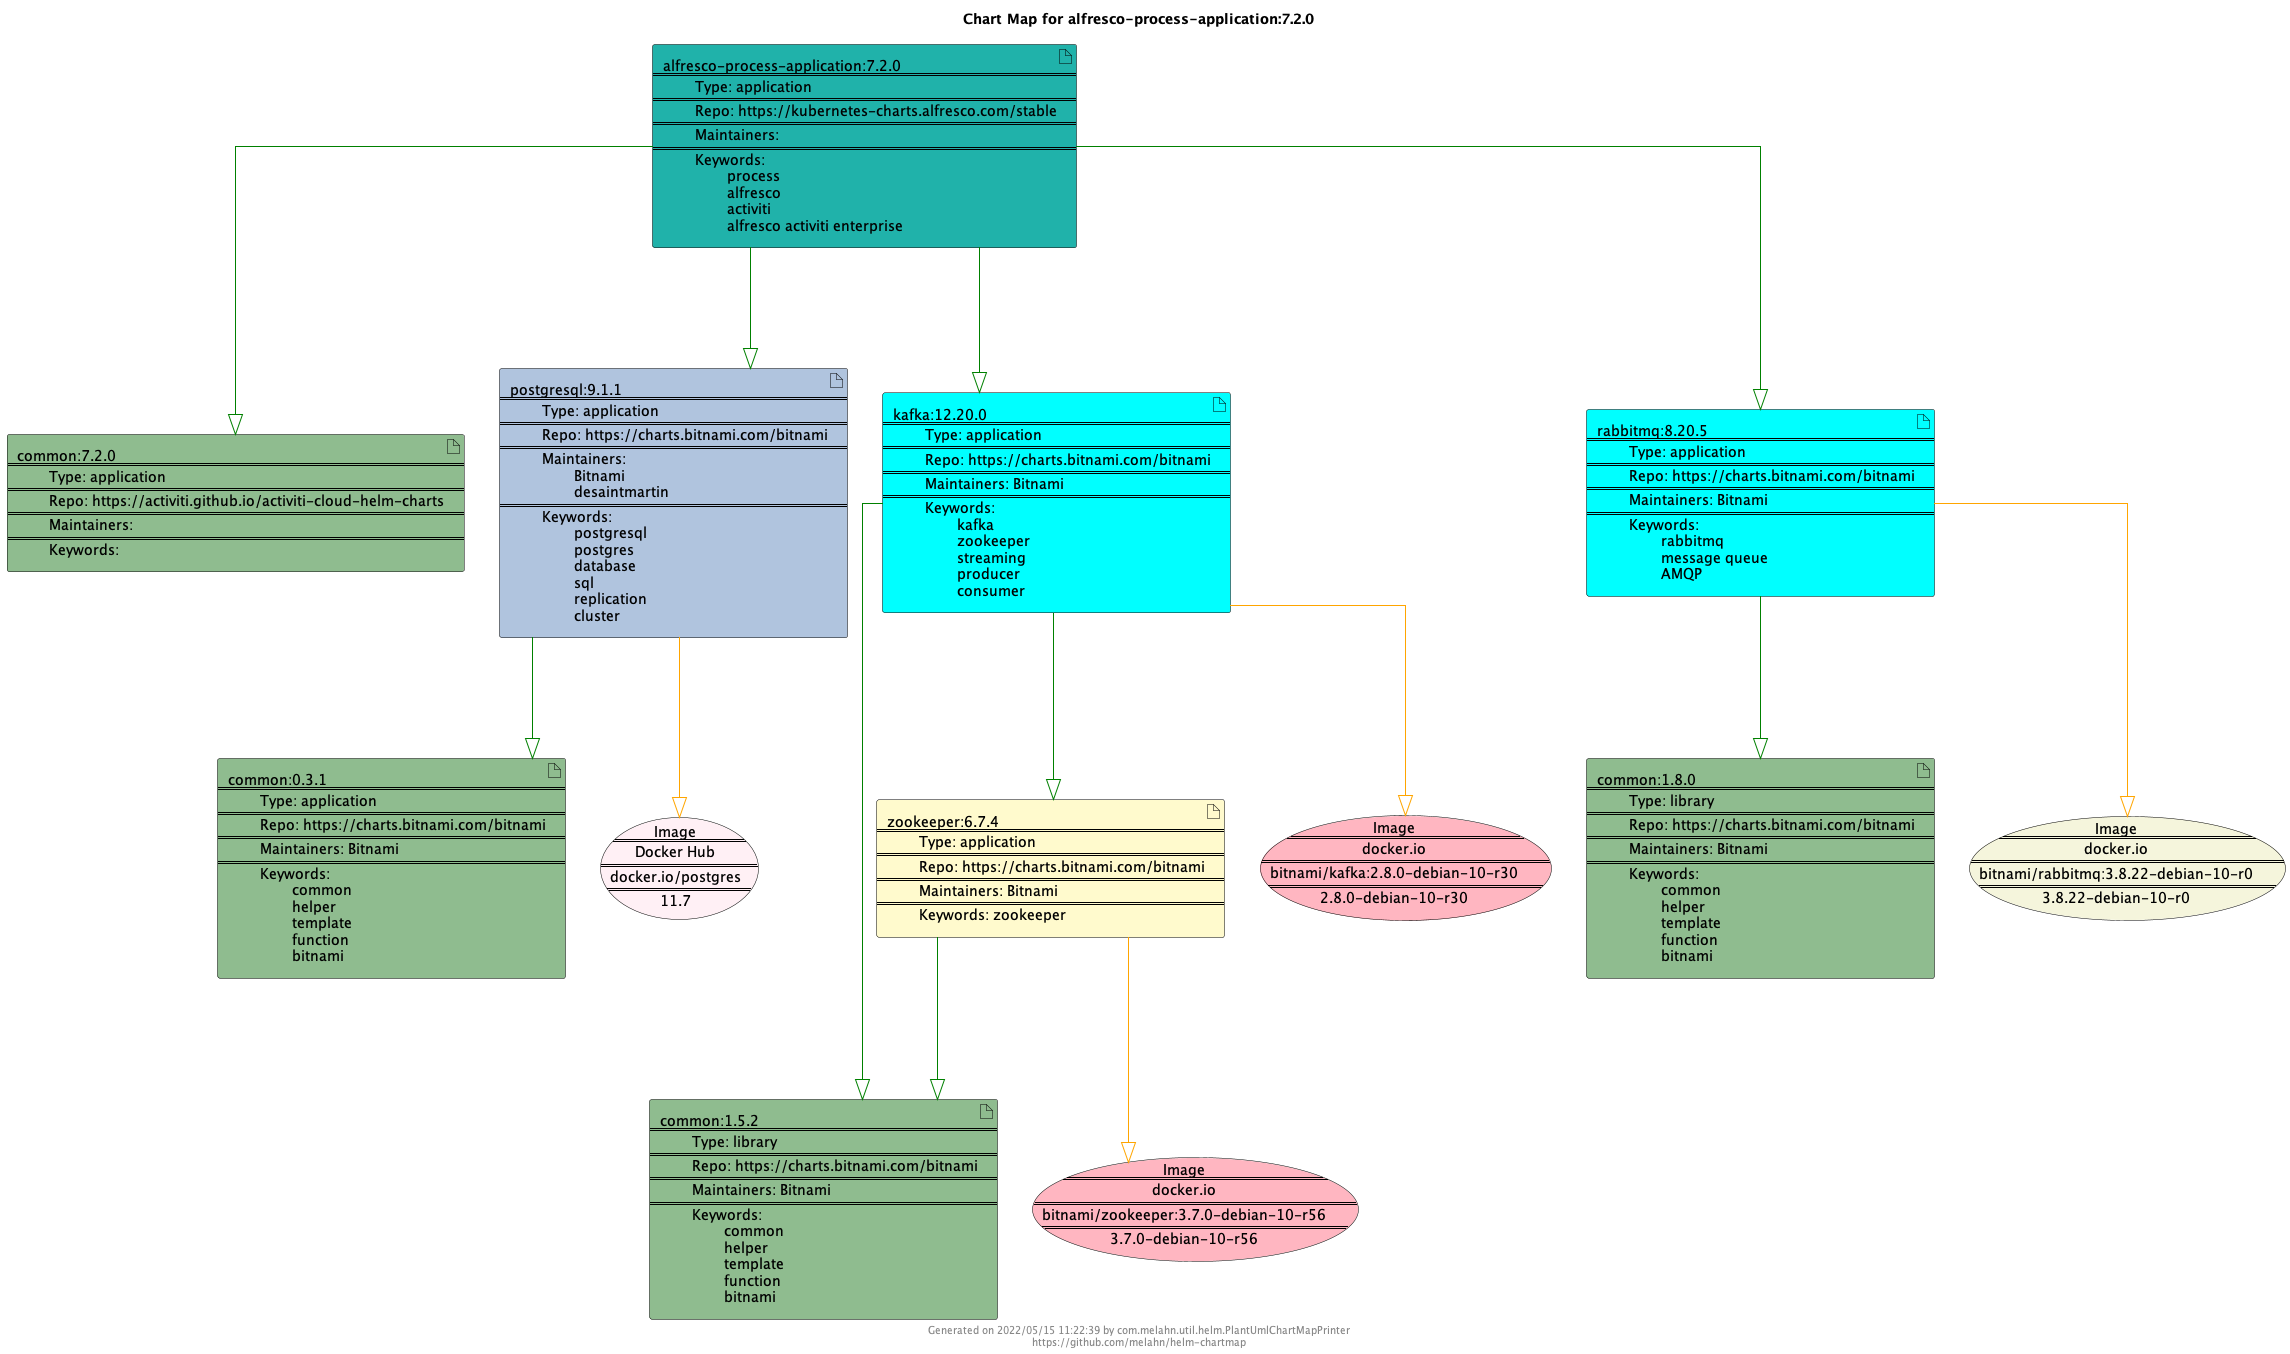 Chart Map for alfresco-process-application:7.2.0
alfresco-process-application:7.2.0
Type: application
Repo: https://kubernetes-charts.alfresco.com/stable
Maintainers:
Keywords:
process
alfresco
activiti
alfresco activiti enterprise
common:7.2.0
Type: application
Repo: https://activiti.github.io/activiti-cloud-helm-charts
Maintainers:
Keywords:
postgresql:9.1.1
Type: application
Repo: https://charts.bitnami.com/bitnami
Maintainers:
Bitnami
desaintmartin
Keywords:
postgresql
postgres
database
sql
replication
cluster
kafka:12.20.0
Type: application
Repo: https://charts.bitnami.com/bitnami
Maintainers: Bitnami
Keywords:
kafka
zookeeper
streaming
producer
consumer
rabbitmq:8.20.5
Type: application
Repo: https://charts.bitnami.com/bitnami
Maintainers: Bitnami
Keywords:
rabbitmq
message queue
AMQP
common:0.3.1
Type: application
Repo: https://charts.bitnami.com/bitnami
Maintainers: Bitnami
Keywords:
common
helper
template
function
bitnami
Image
Docker Hub
docker.io/postgres
11.7
zookeeper:6.7.4
Type: application
Repo: https://charts.bitnami.com/bitnami
Maintainers: Bitnami
Keywords: zookeeper
Image
docker.io
bitnami/kafka:2.8.0-debian-10-r30
2.8.0-debian-10-r30
common:1.8.0
Type: library
Repo: https://charts.bitnami.com/bitnami
Maintainers: Bitnami
Keywords:
common
helper
template
function
bitnami
Image
docker.io
bitnami/rabbitmq:3.8.22-debian-10-r0
3.8.22-debian-10-r0
common:1.5.2
Type: library
Repo: https://charts.bitnami.com/bitnami
Maintainers: Bitnami
Keywords:
common
helper
template
function
bitnami
Image
docker.io
bitnami/zookeeper:3.7.0-debian-10-r56
3.7.0-debian-10-r56
Generated on 2022/05/15 11:22:39 by com.melahn.util.helm.PlantUmlChartMapPrinter
https://github.com/melahn/helm-chartmap